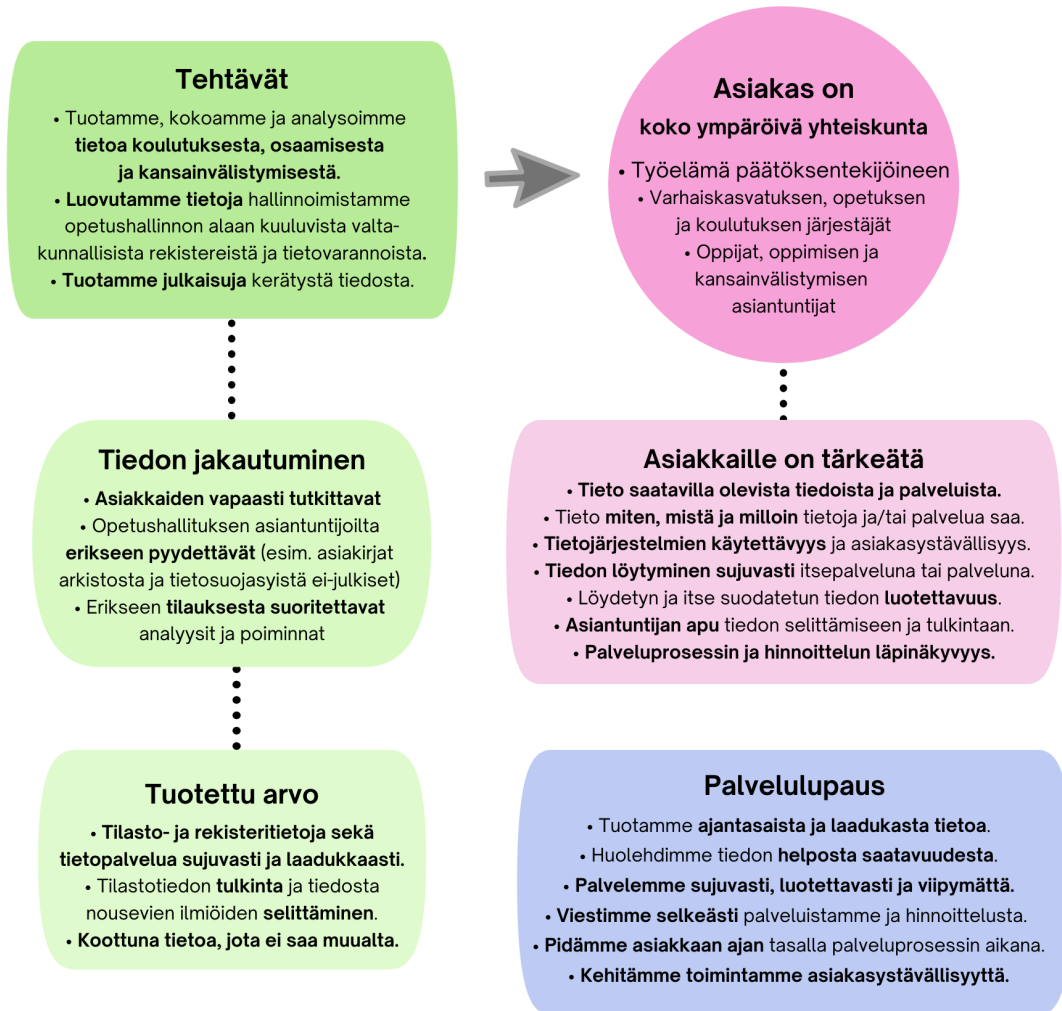 Tehtävät
• Tuotamme, kokoamme ja analysoimme
tietoa koulutuksesta, osaamisesta
ja kansainvälistymisestä.
• Luovutamme tietoja hallinnoimistamme
opetushallinnon alaan kuuluvista valta-
kunnallisista rekistereistä ja tietovarannoista.
• Tuotamme julkaisuja kerätystä tiedosta.
Asiakas on
koko ympäröivä yhteiskunta
• Työelämä päätöksentekijöineen
• Varhaiskasvatuksen, opetuksen
ja koulutuksen järjestäjät
• Oppijat, oppimisen ja
kansainvälistymisen
asiantuntijat
Tiedon jakautuminen
• Asiakkaiden vapaasti tutkittavat
• Opetushallituksen asiantuntijoilta
erikseen pyydettävät (esim. asiakirjat
arkistosta ja tietosuojasyistä ei-julkiset)
• Erikseen tilauksesta suoritettavat
analyysit ja poiminnat
Asiakkaille on tärkeätä
• Tieto saatavilla olevista tiedoista ja palveluista.
• Tieto miten, mistä ja milloin tietoja ja/tai palvelua saa.
• Tietojärjestelmien käytettävyys ja asiakasystävällisyys.
• Tiedon löytyminen sujuvasti itsepalveluna tai palveluna.
• Löydetyn ja itse suodatetun tiedon luotettavuus.
• Asiantuntijan apu tiedon selittämiseen ja tulkintaan.
• Palveluprosessin ja hinnoittelun läpinäkyvyys.
Tuotettu arvo
• Tilasto- ja rekisteritietoja sekä
tietopalvelua sujuvasti ja laadukkaasti.
• Tilastotiedon tulkinta ja tiedosta
nousevien ilmiöiden selittäminen.
• Koottuna tietoa, jota ei saa muualta.
Palvelulupaus
• Tuotamme ajantasaista ja laadukasta tietoa.
• Huolehdimme tiedon helposta saatavuudesta.
• Palvelemme sujuvasti, luotettavasti ja viipymättä.
• Viestimme selkeästi palveluistamme ja hinnoittelusta.
• Pidämme asiakkaan ajan tasalla palveluprosessin aikana.
• Kehitämme toimintamme asiakasystävällisyyttä.